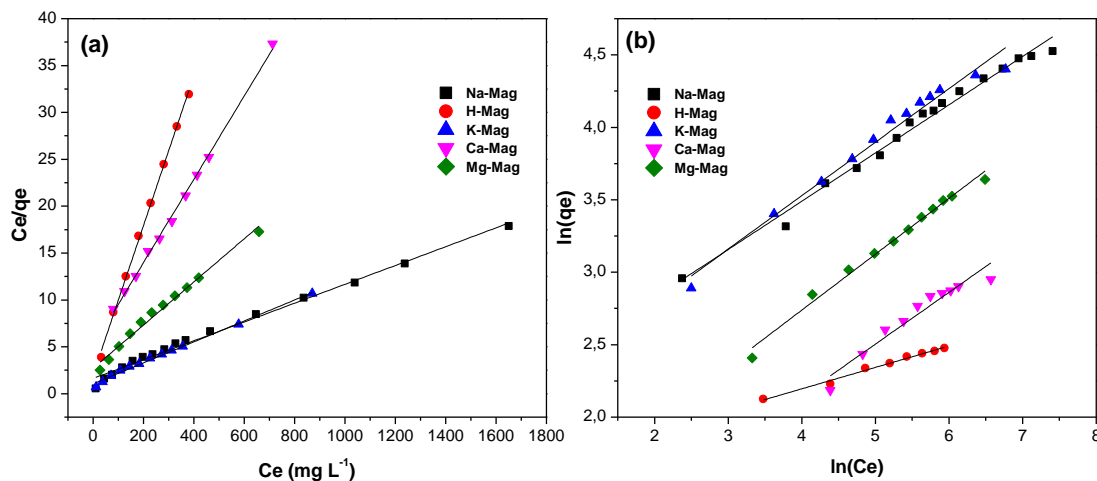 (a)
Ce/qe
40
35
30
25
20
15
10
5
0
Na-Mag
H-Mag
K-Mag
Ca-Mag
Mg-Mag
0 200 400 600 800 1000 1200 1400 1600 1800
Ce (mg L⁻¹)
(b)
ln(qe)
4,5
4,0
3,5
3,0
2,5
2,0
Na-Mag
H-Mag
K-Mag
Ca-Mag
Mg-Mag
2 3 4 5 6 7 8
ln(Ce)